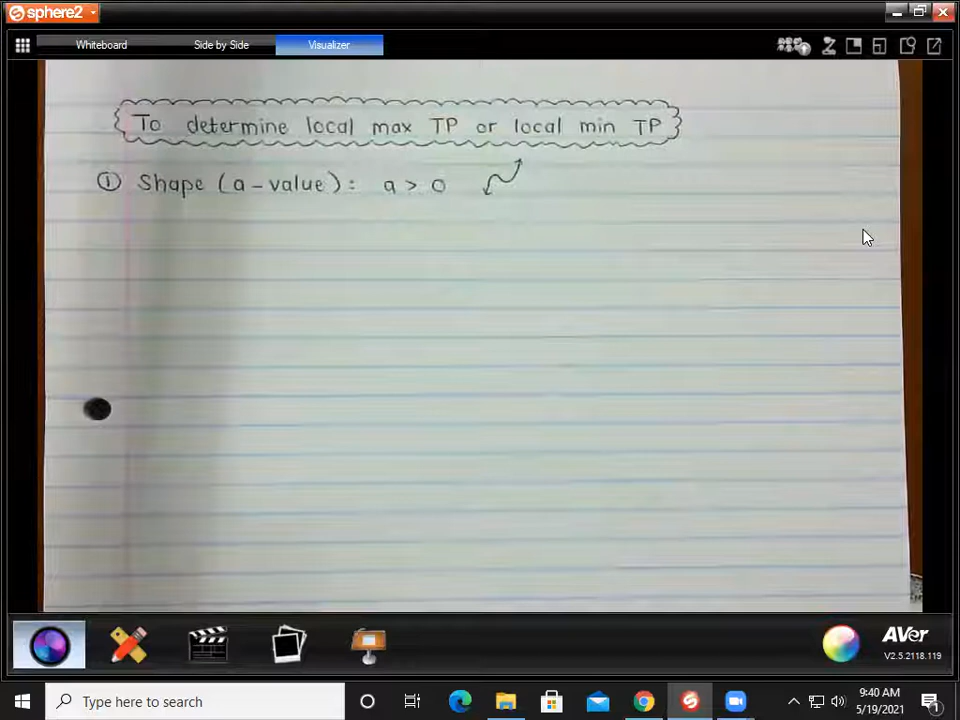 sphere2
Whiteboard
Side by Side
Visualizer
To determine local max TP or local min TP
① Shape (a-value): a > 0
AVer
V2.5.2118.119
Type here to search
9:40 AM
5/19/2021
1